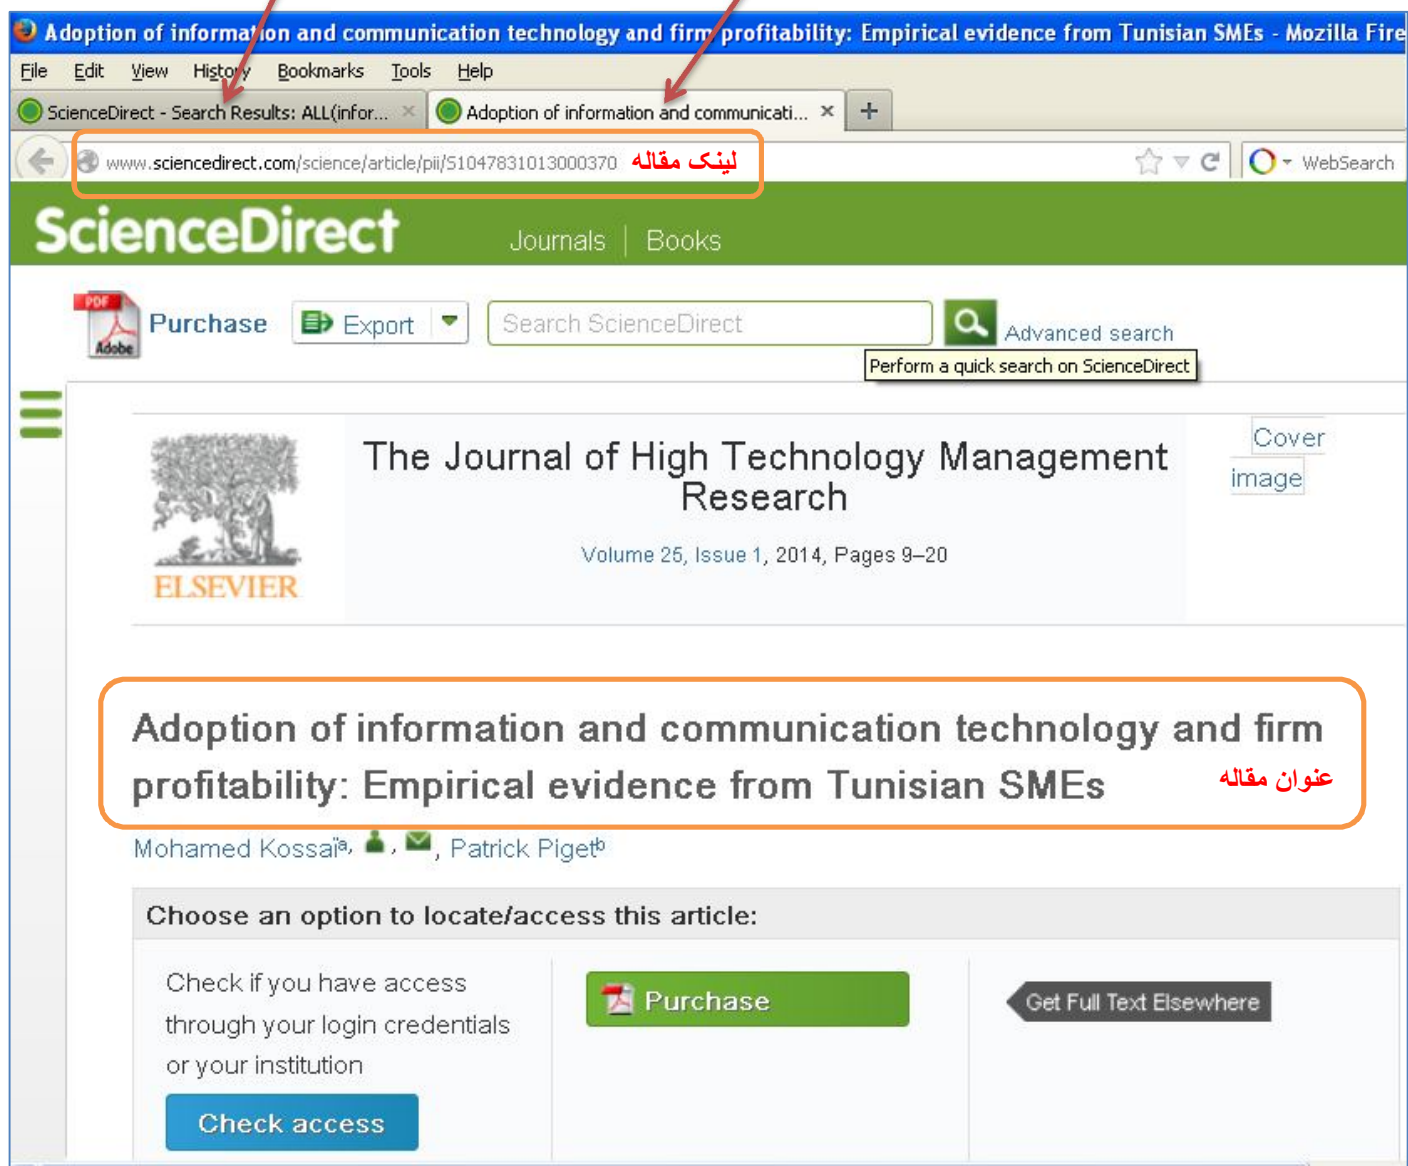 Adoption of information and communication technology and firm profitability: Empirical evidence from Tunisian SMEs - Mozilla Fire
File Edit View History Bookmarks Tools Help
ScienceDirect - Search Results: ALL(infor... × Adoption of information and communicati... × +
www.sciencedirect.com/science/article/pii/S1047831013000370 لینک مقاله WebSearch
ScienceDirect Journals | Books
PDF Adobe Purchase Export Search ScienceDirect Advanced search
Perform a quick search on ScienceDirect
The Journal of High Technology Management
Research
Cover
image
Volume 25, Issue 1, 2014, Pages 9–20
ELSEVIER
Adoption of information and communication technology and firm
profitability: Empirical evidence from Tunisian SMEs عنوان مقاله
Mohamed Kossaïa, , , Patrick Pigetb
Choose an option to locate/access this article:
Check if you have access
through your login credentials
or your institution
Check access
Purchase
Get Full Text Elsewhere